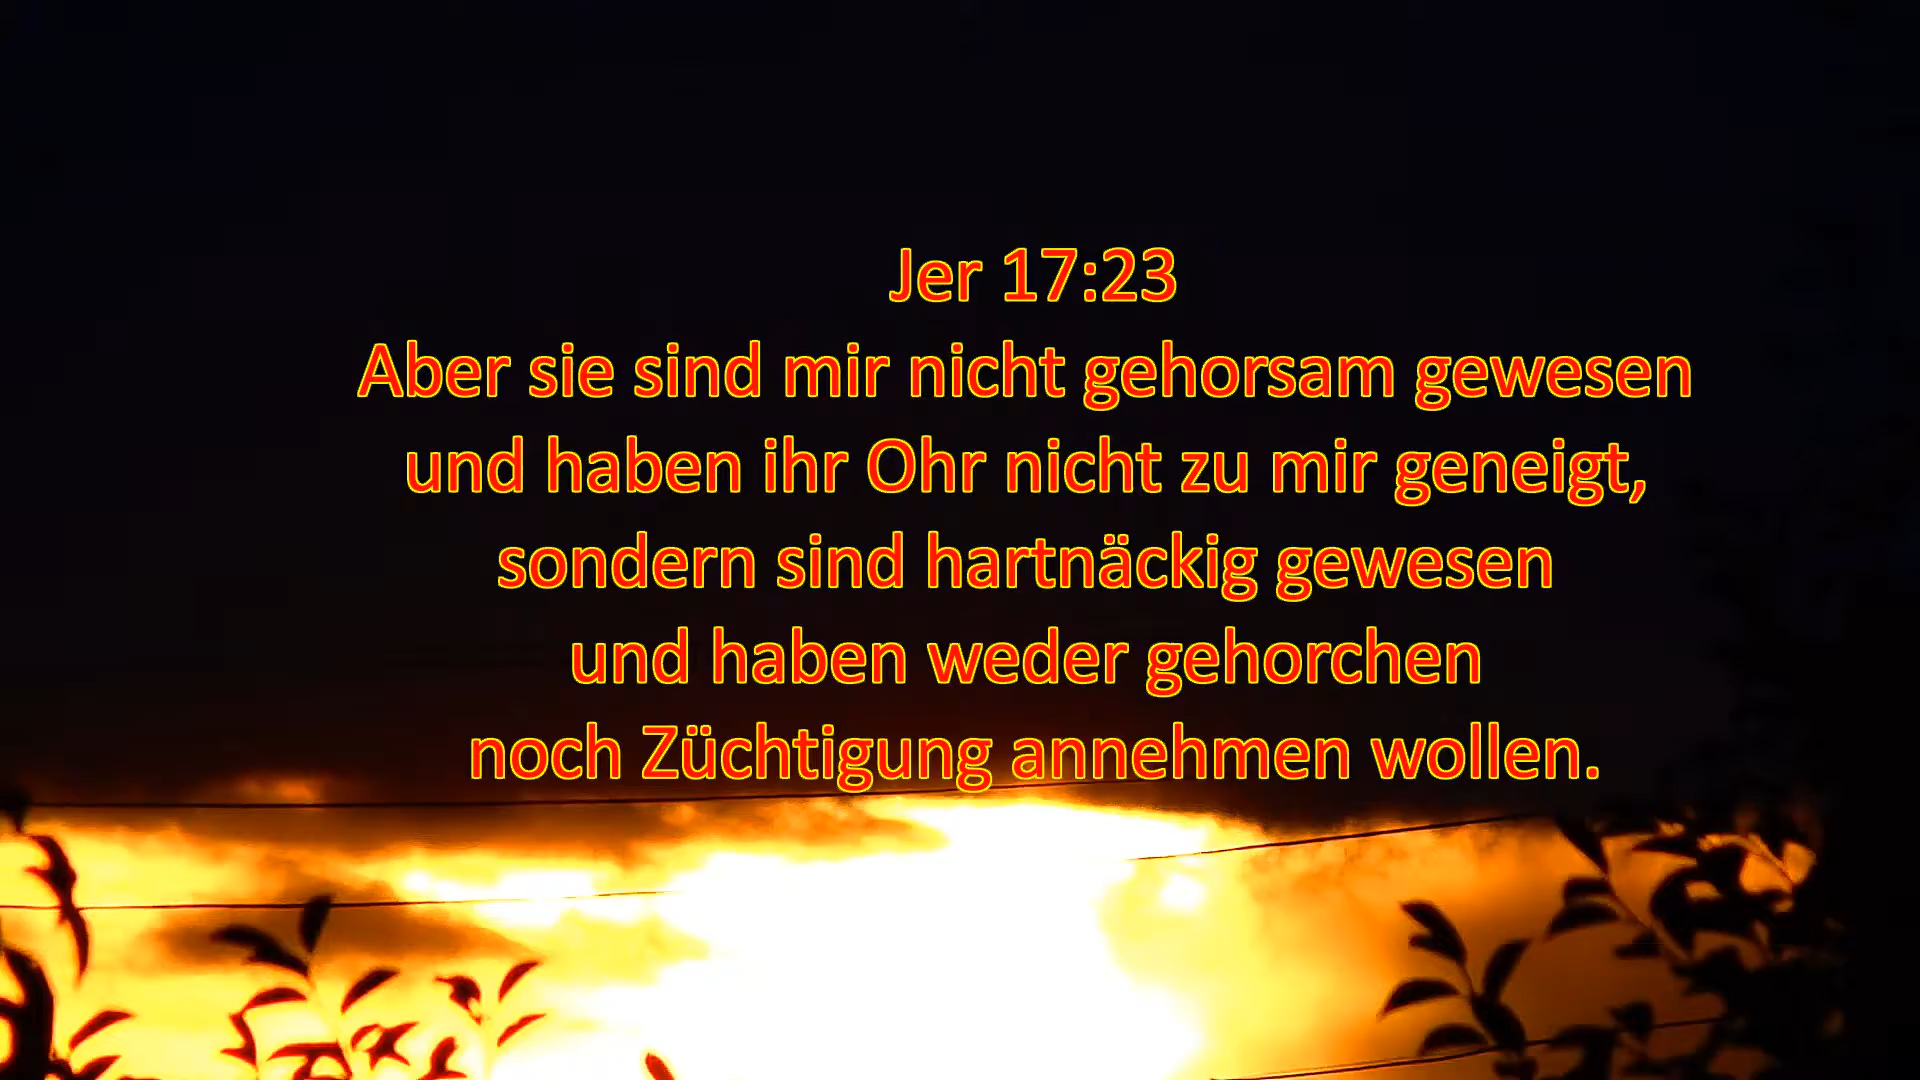 Jer 17:23
Aber sie sind mir nicht gehorsam gewesen
und haben ihr Ohr nicht zu mir geneigt,
sondern sind hartnäckig gewesen
und haben weder gehorchen
noch Züchtigung annehmen wollen.